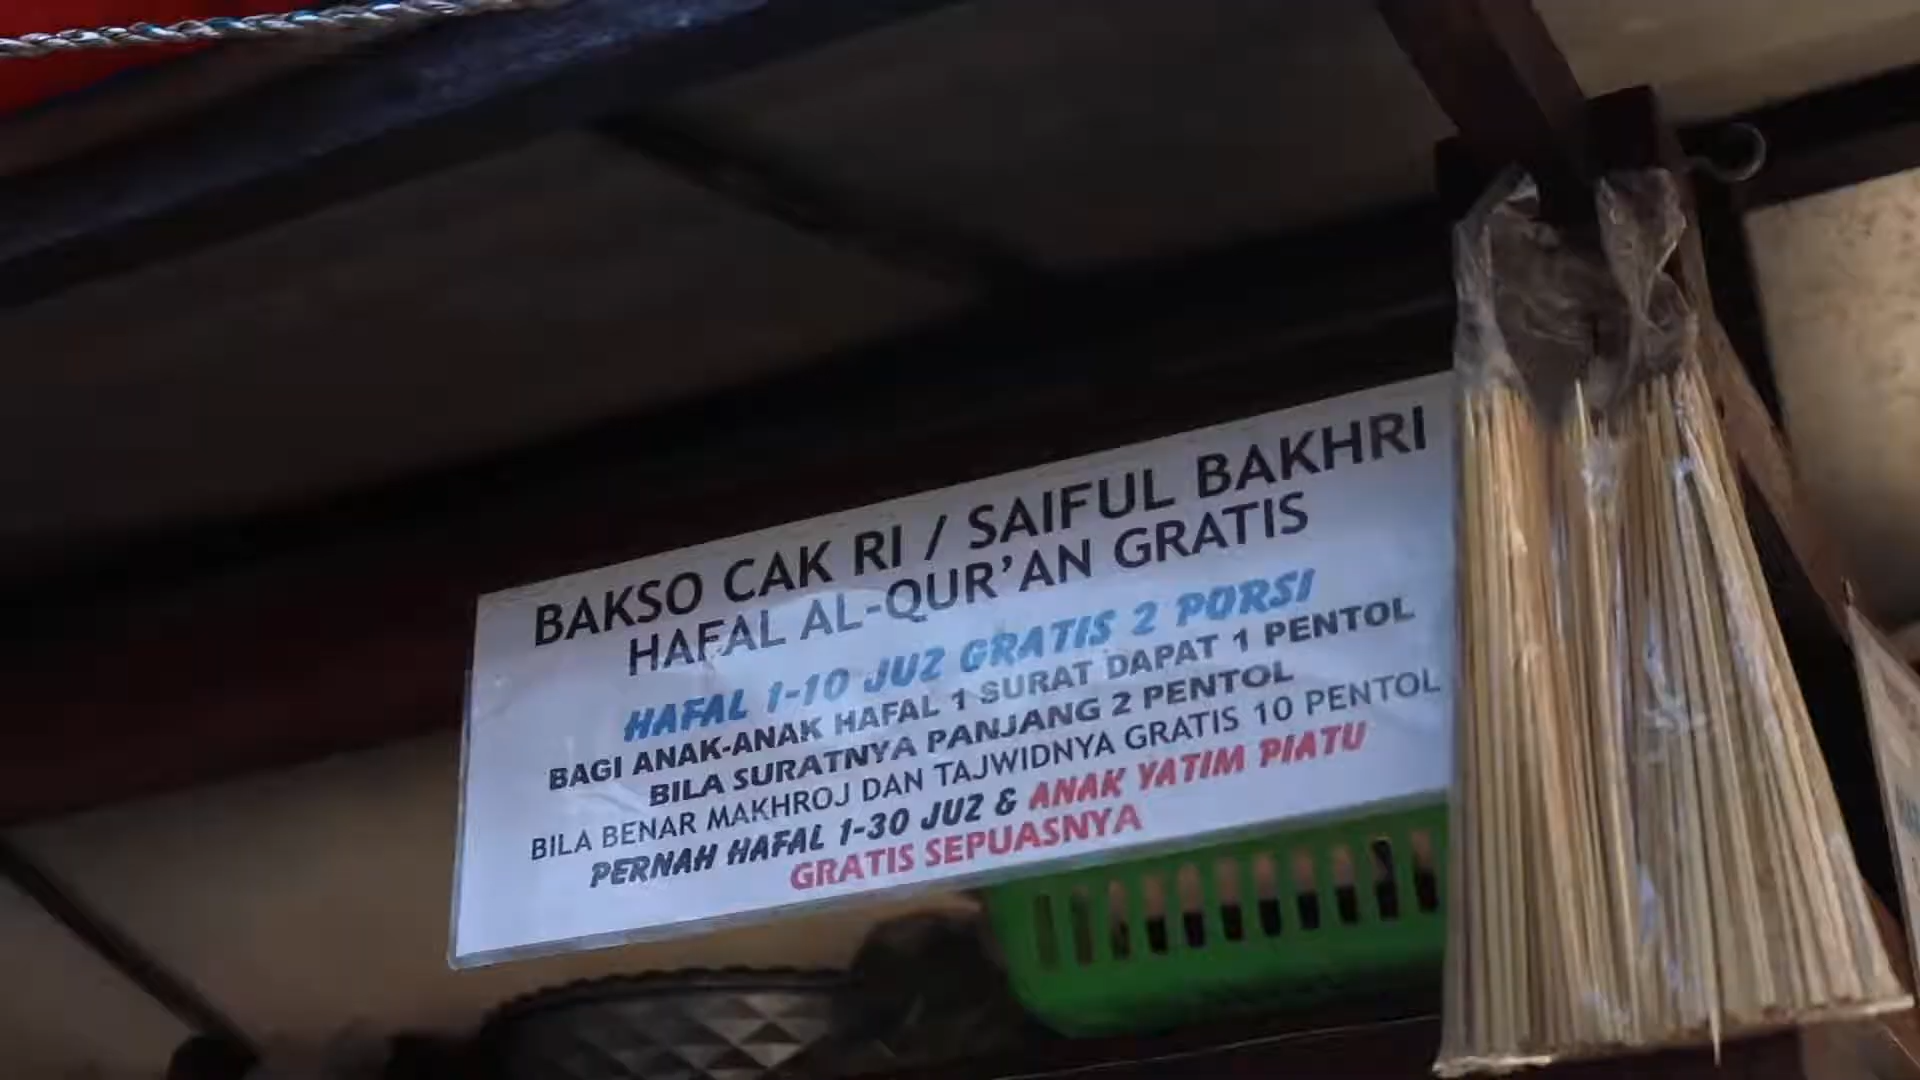 BAKSO CAK RI / SAIFUL BAKHRI
HAFAL AL-QUR'AN GRATIS
HAFAL 1-10 JUZ GRATIS 2 PORSI
BAGI ANAK-ANAK HAFAL 1 SURAT DAPAT 1 PENTOL
BILA SURATNYA PANJANG 2 PENTOL
BILA BENAR MAKHROJ DAN TAJWIDNYA GRATIS 10 PENTOL
PERNAH HAFAL 1-30 JUZ & ANAK YATIM PIATU
GRATIS SEPUASNYA